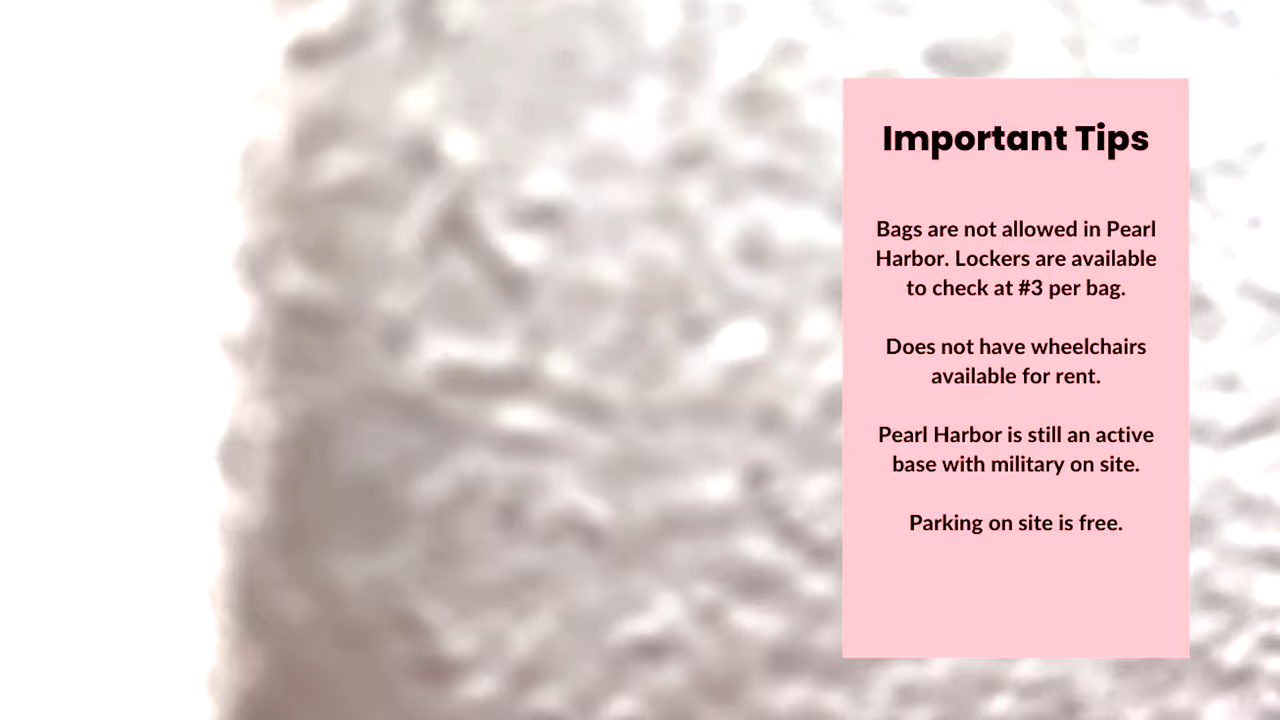 Important Tips
Bags are not allowed in Pearl
Harbor. Lockers are available
to check at #3 per bag.
Does not have wheelchairs
available for rent.
Pearl Harbor is still an active
base with military on site.
Parking on site is free.